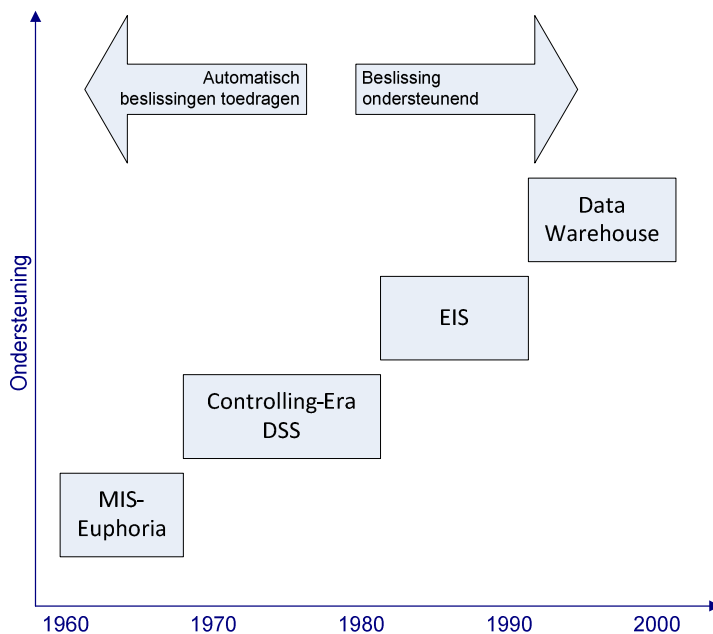 Automatisch
beslissingen toedragen
Beslissing
ondersteunend
Data
Warehouse
EIS
Controlling-Era
DSS
MIS-
Euphoria
Ondersteuning
1960
1970
1980
1990
2000